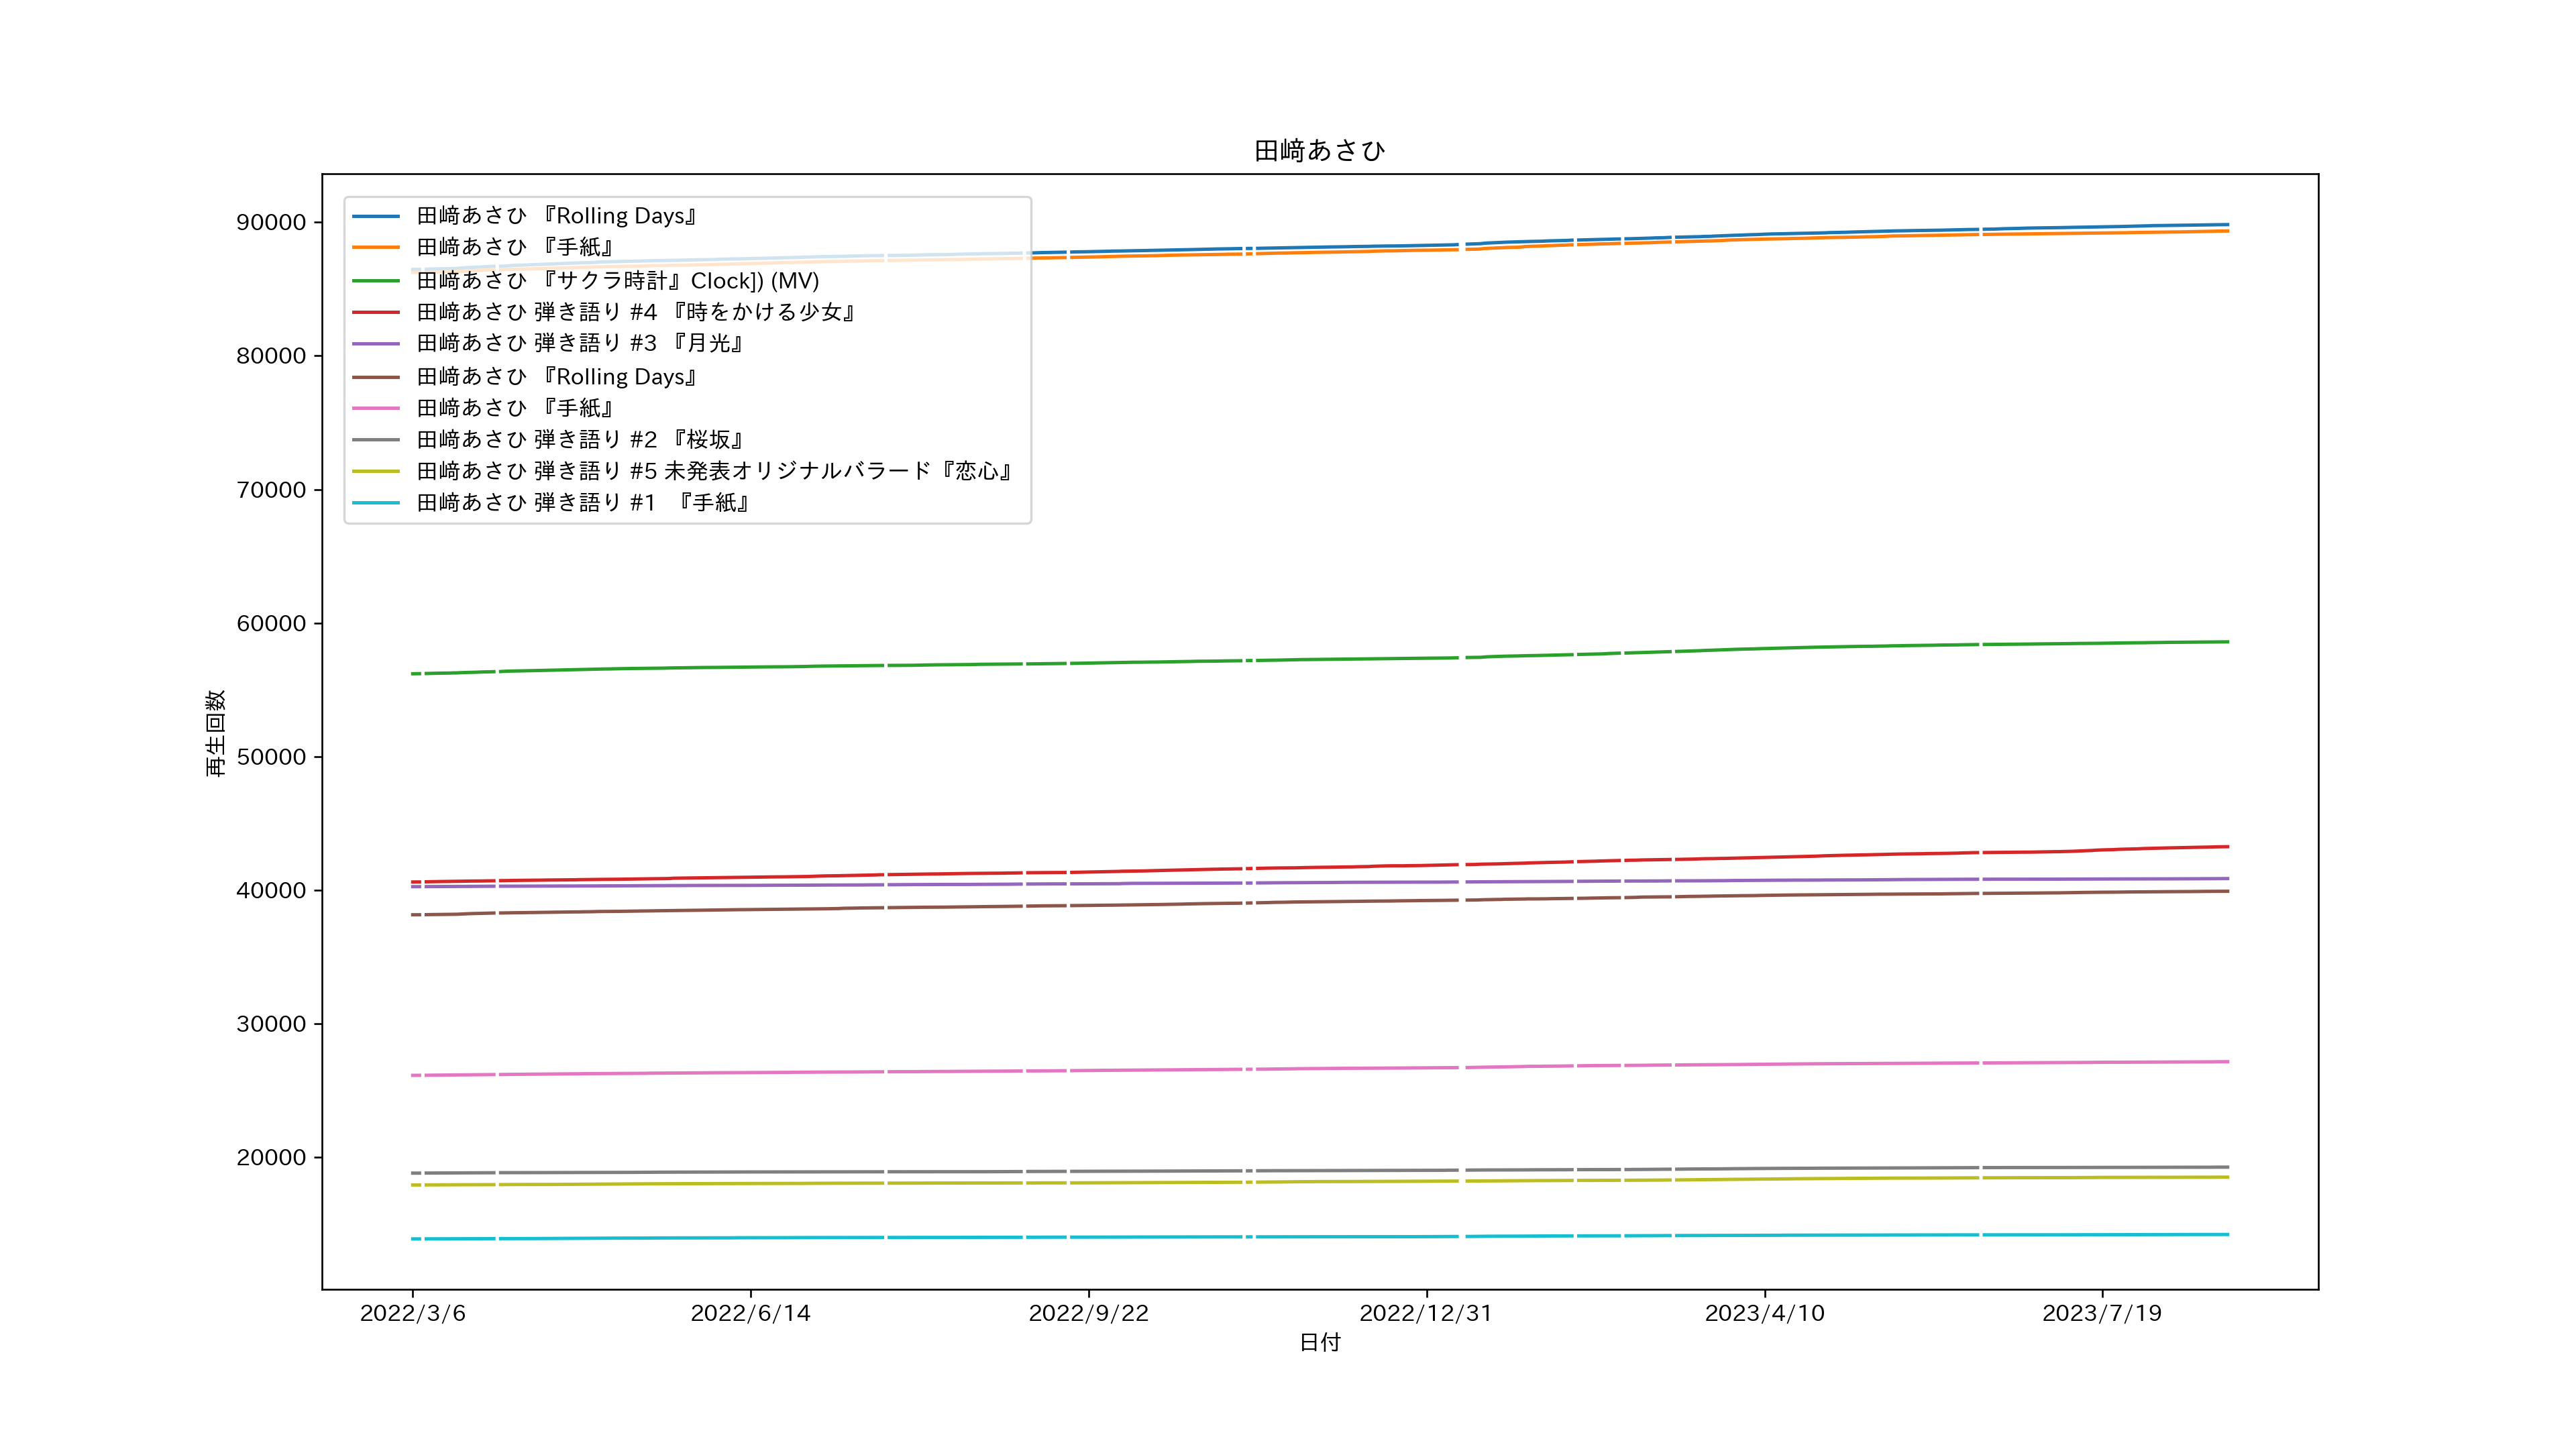 田﨑あさひ
田﨑あさひ 『Rolling Days』
田﨑あさひ 『手紙』
田﨑あさひ 『サクラ時計』Clock]) (MV)
田﨑あさひ 弾き語り #4 『時をかける少女』
田﨑あさひ 弾き語り #3 『月光』
田﨑あさひ 『Rolling Days』
田﨑あさひ 『手紙』
田﨑あさひ 弾き語り #2 『桜坂』
田﨑あさひ 弾き語り #5 未発表オリジナルバラード『恋心』
田﨑あさひ 弾き語り #1 『手紙』
90000
80000
70000
60000
50000
40000
30000
20000
再生回数
2022/3/6
2022/6/14
2022/9/22
2022/12/31
2023/4/10
2023/7/19
日付